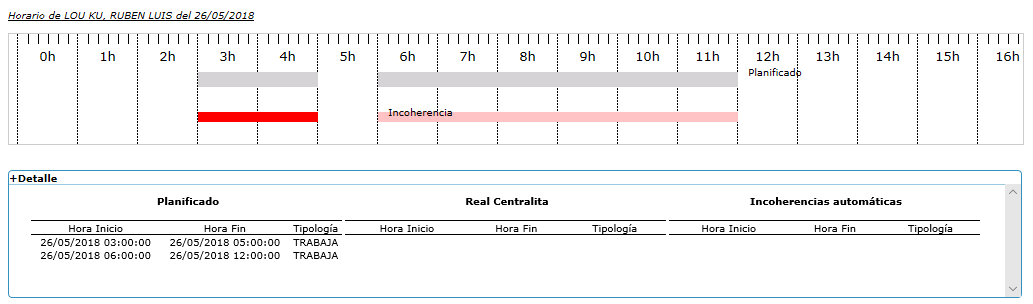 Horario de LOU KU, RUBEN LUIS del 26/05/2018
0h 1h 2h 3h 4h 5h 6h 7h 8h 9h 10h 11h 12h 13h 14h 15h 16h
Planificado
Incoherencia
+Detalle
Planificado Real Centralita Incoherencias automáticas
Hora Inicio Hora Fin Tipología Hora Inicio Hora Fin Tipología Hora Inicio Hora Fin Tipología
26/05/2018 03:00:00 26/05/2018 05:00:00 TRABAJA
26/05/2018 06:00:00 26/05/2018 12:00:00 TRABAJA